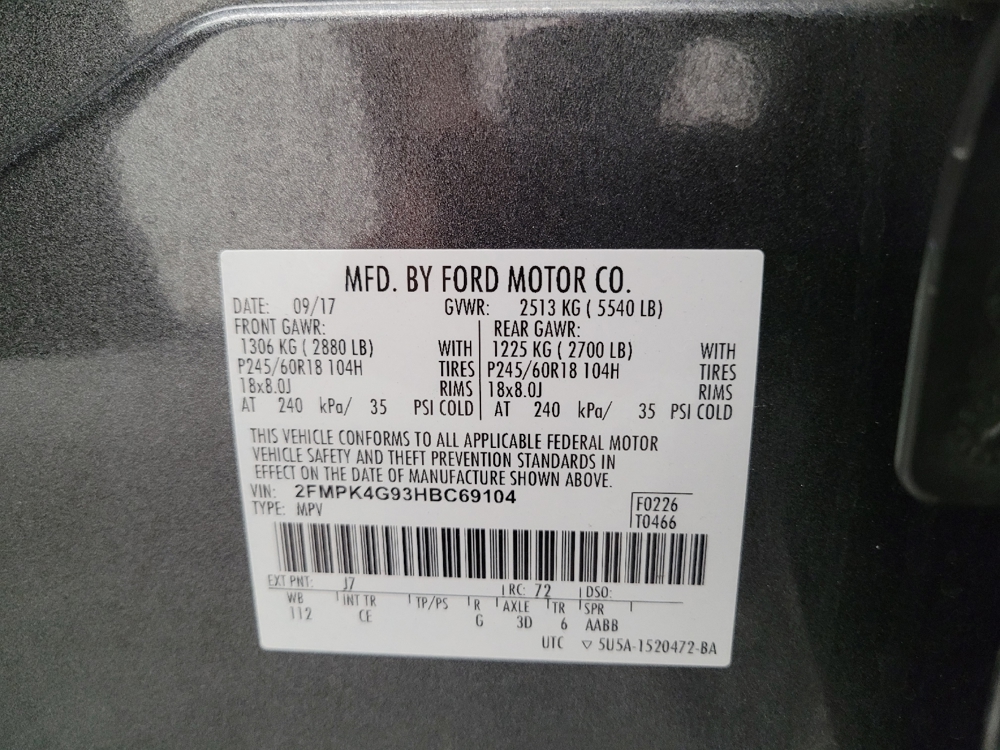 MFD. BY FORD MOTOR CO.
DATE: 09/17 GVWR: 2513 KG ( 5540 LB)
FRONT GAWR: REAR GAWR:
1306 KG ( 2880 LB) WITH 1225 KG ( 2700 LB) WITH
P245/60R18 104H TIRES P245/60R18 104H TIRES
18x8.0J RIMS 18x8.0J RIMS
AT 240 kPa/ 35 PSI COLD AT 240 kPa/ 35 PSI COLD
THIS VEHICLE CONFORMS TO ALL APPLICABLE FEDERAL MOTOR
VEHICLE SAFETY AND THEFT PREVENTION STANDARDS IN
EFFECT ON THE DATE OF MANUFACTURE SHOWN ABOVE.
VIN: 2FMPK4G93HBC69104
TYPE: MPV
F0226
T0466
EXT PNT: J7 RC: 72 DSO:
WB INT TR TP/PS R AXLE TR SPR
112 CE G 3D 6 AABB
UTC ▽ 5U5A-1520472-BA